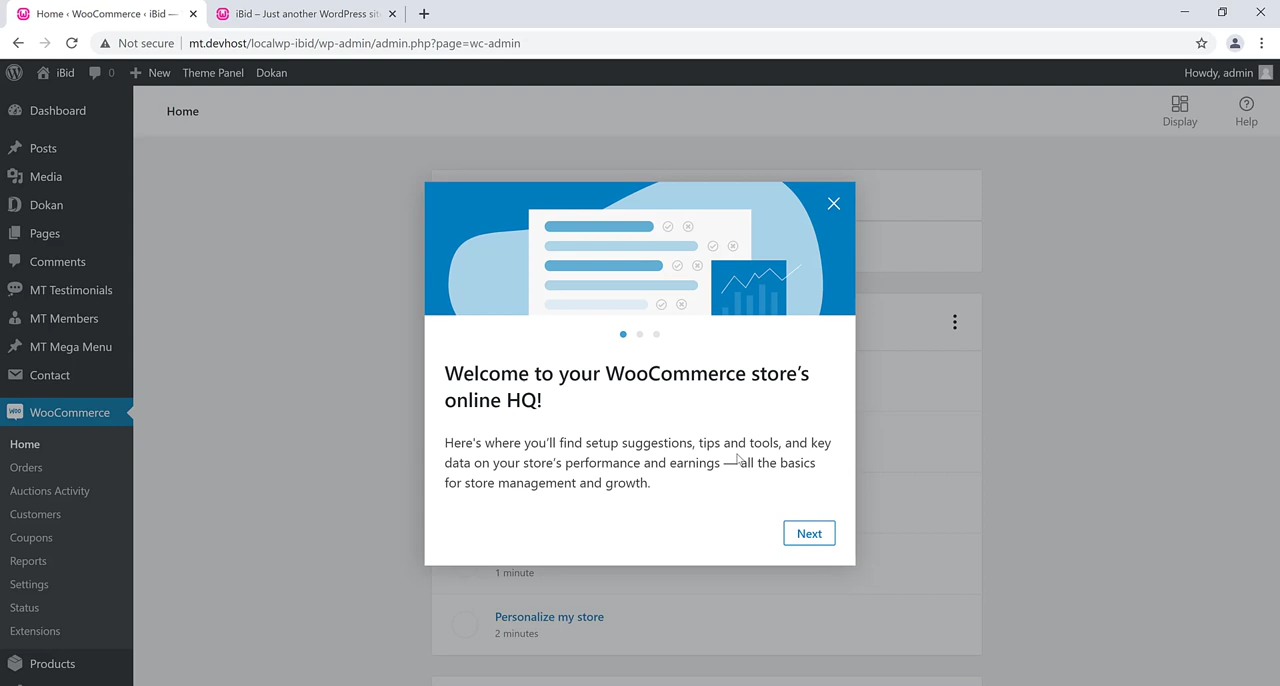 Home ‹ WooCommerce ‹ iBid —
iBid – Just another WordPress sit
Not secure
mt.devhost/localwp-ibid/wp-admin/admin.php?page=wc-admin
iBid
0
New
Theme Panel
Dokan
Howdy, admin
Dashboard
Posts
Media
Dokan
Pages
Comments
MT Testimonials
MT Members
MT Mega Menu
Contact
WooCommerce
Home
Orders
Auctions Activity
Customers
Coupons
Reports
Settings
Status
Extensions
Products
Home
Display
Help
Welcome to your WooCommerce store's
online HQ!
Here's where you'll find setup suggestions, tips and tools, and key
data on your store's performance and earnings — all the basics
for store management and growth.
Next
1 minute
Personalize my store
2 minutes